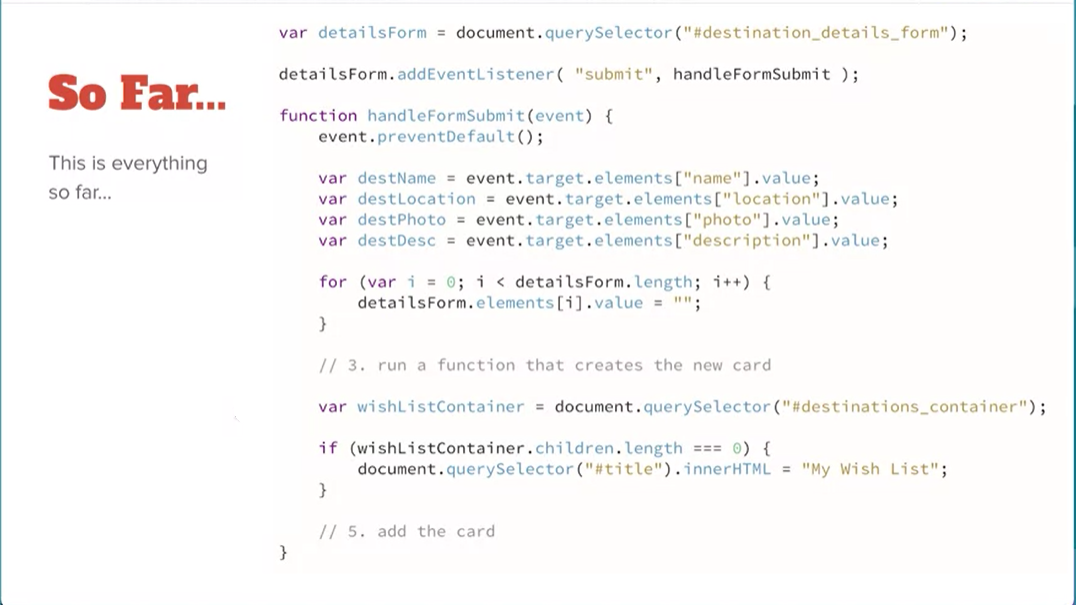 So Far...
This is everything
so far...
var detailsForm = document.querySelector("#destination_details_form");
detailsForm.addEventListener( "submit", handleFormSubmit );
function handleFormSubmit(event) {
event.preventDefault();
var destName = event.target.elements["name"].value;
var destLocation = event.target.elements["location"].value;
var destPhoto = event.target.elements["photo"].value;
var destDesc = event.target.elements["description"].value;
for (var i = 0; i < detailsForm.length; i++) {
detailsForm.elements[i].value = "";
}
// 3. run a function that creates the new card
var wishListContainer = document.querySelector("#destinations_container");
if (wishListContainer.children.length === 0) {
document.querySelector("#title").innerHTML = "My Wish List";
}
// 5. add the card
}